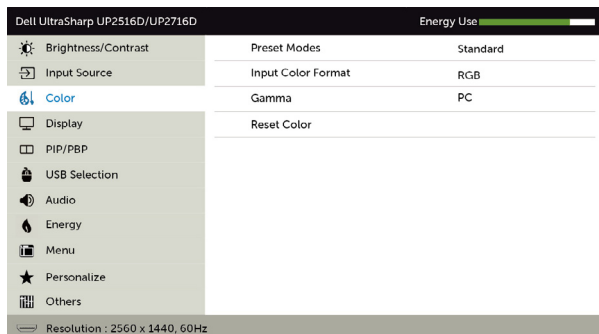 Dell UltraSharp UP2516D/UP2716D Energy Use
Brightness/Contrast
Input Source
Color
Display
PIP/PBP
USB Selection
Audio
Energy
Menu
Personalize
Others
Preset Modes Standard
Input Color Format RGB
Gamma PC
Reset Color
Resolution : 2560 x 1440, 60Hz